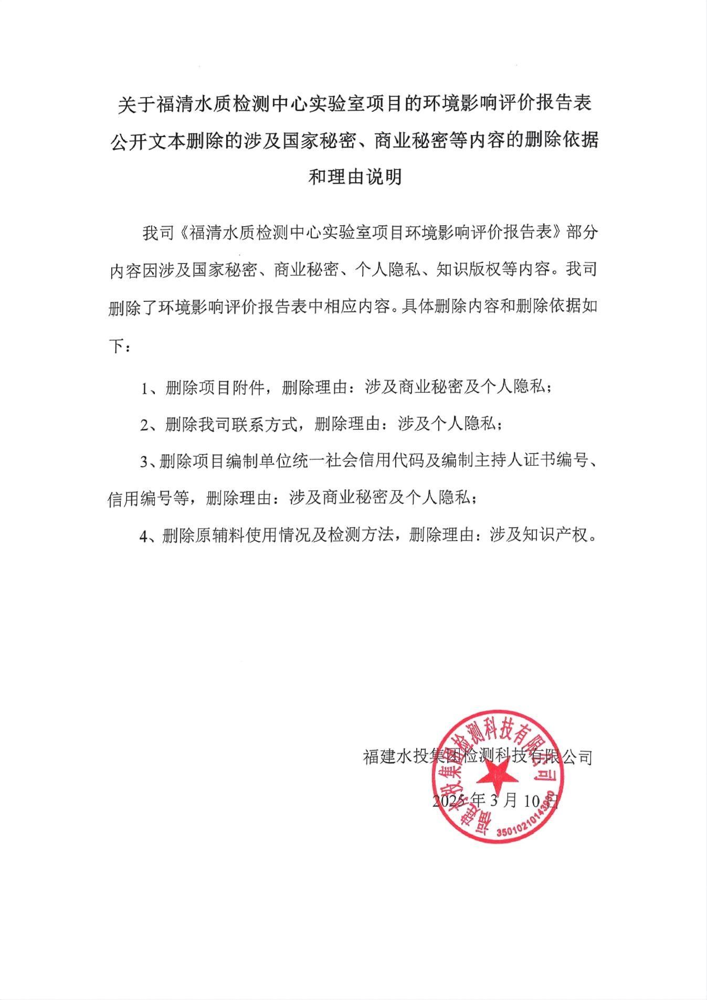 关于福清水质检测中心实验室项目的环境影响评价报告表
公开文本删除的涉及国家秘密、商业秘密等内容的删除依据
和理由说明
我司《福清水质检测中心实验室项目环境影响评价报告表》部分
内容因涉及国家秘密、商业秘密、个人隐私、知识版权等内容。我司
删除了环境影响评价报告表中相应内容。具体删除内容和删除依据如
下：
1、删除项目附件，删除理由：涉及商业秘密及个人隐私；
2、删除我司联系方式，删除理由：涉及个人隐私；
3、删除项目编制单位统一社会信用代码及编制主持人证书编号、
信用编号等，删除理由：涉及商业秘密及个人隐私；
4、删除原辅料使用情况及检测方法，删除理由：涉及知识产权。
福建水投集团检测科技有限公司
2025年3月10日
福建水投集团检测科技有限公司